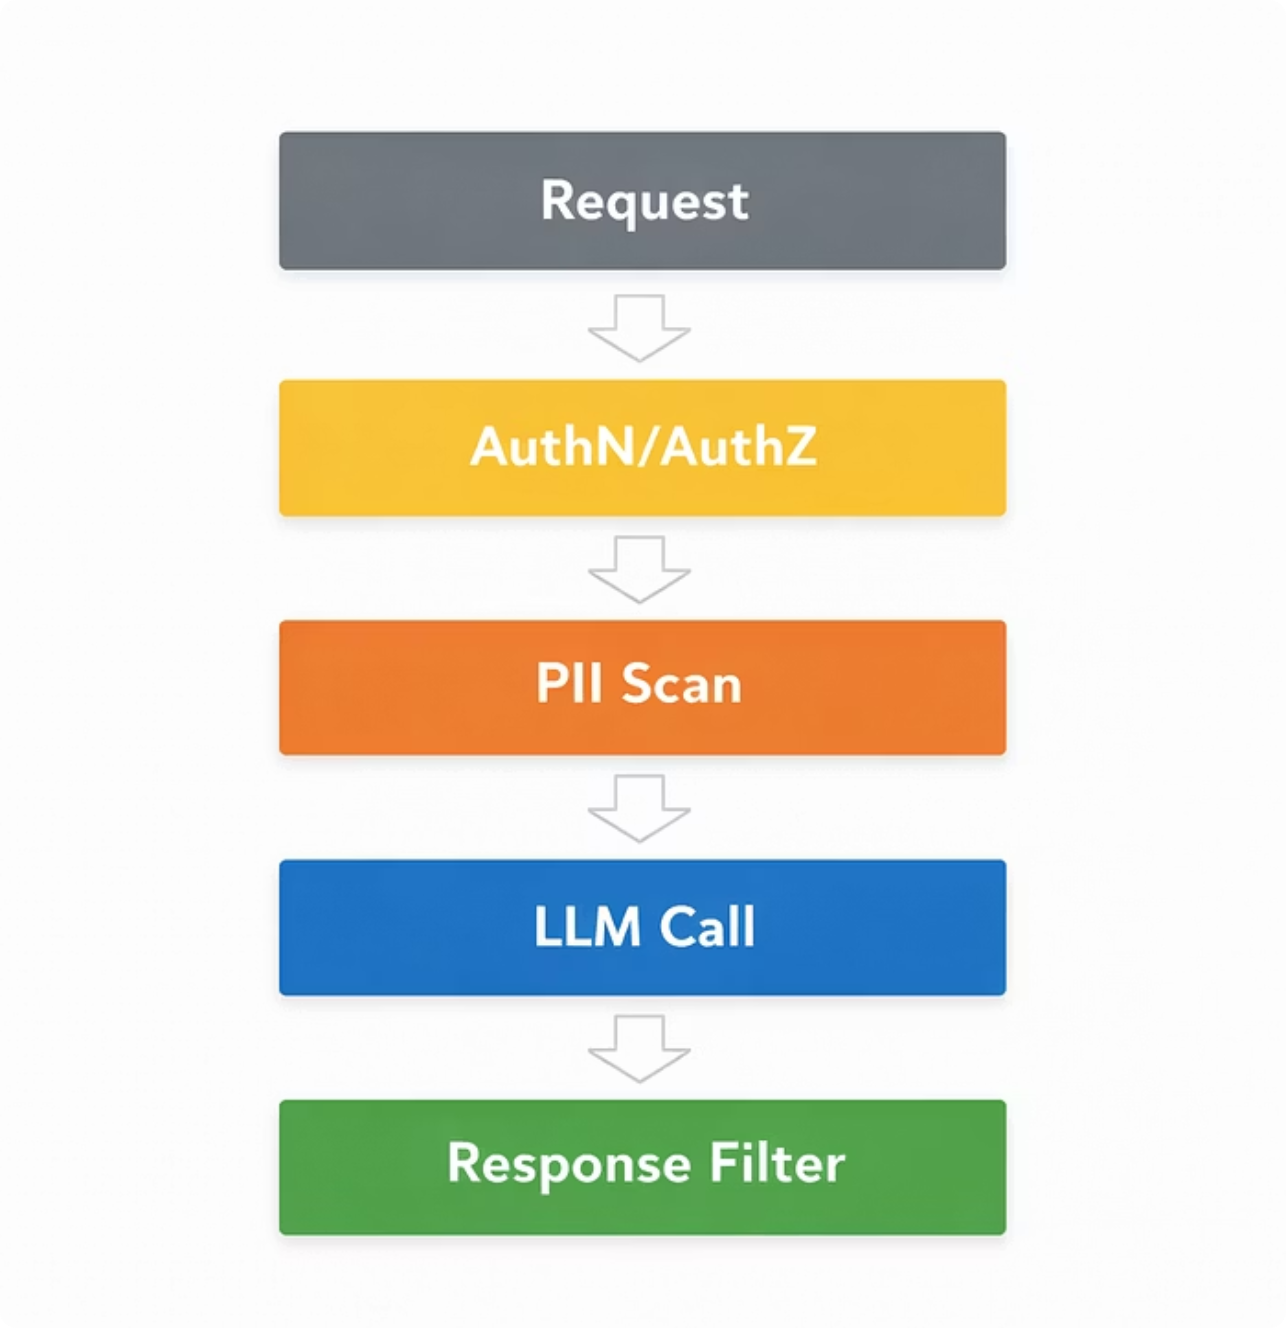 Request
AuthN/AuthZ
PII Scan
LLM Call
Response Filter